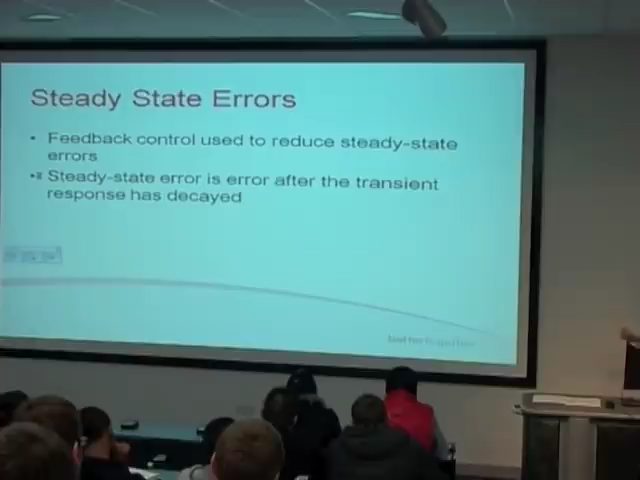 Steady State Errors
• Feedback control used to reduce steady-state
errors
• Steady-state error is error after the transient
response has decayed